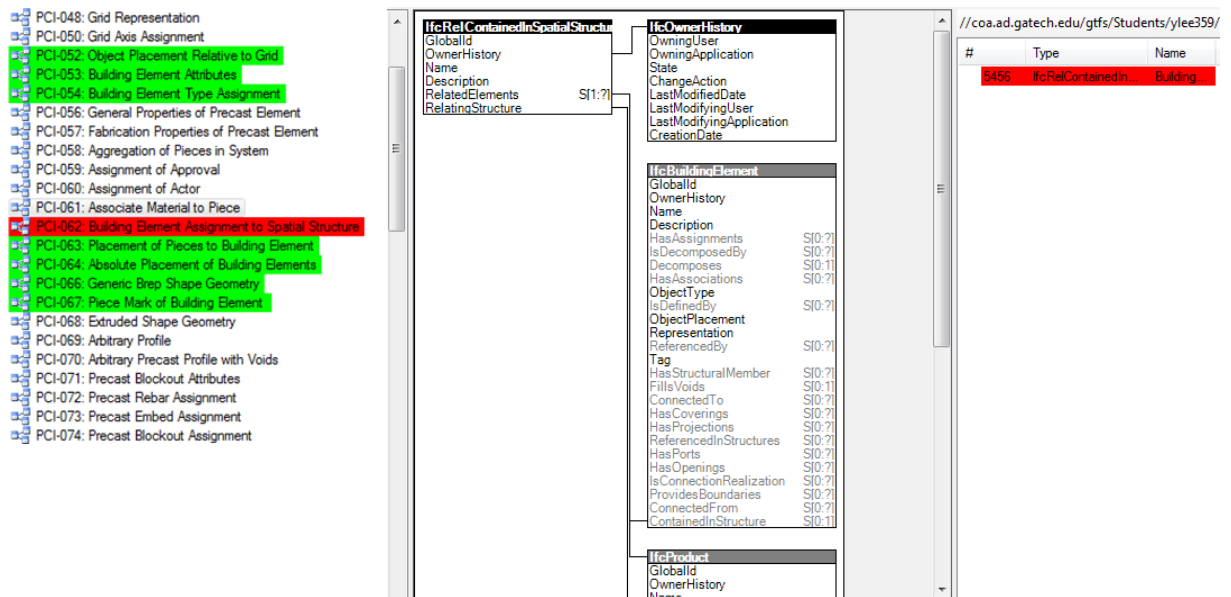 PCI-048: Grid Representation
PCI-050: Grid Axis Assignment
PCI-052: Object Placement Relative to Grid
PCI-053: Building Element Attributes
PCI-054: Building Element Type Assignment
PCI-056: General Properties of Precast Element
PCI-057: Fabrication Properties of Precast Element
PCI-058: Aggregation of Pieces in System
PCI-059: Assignment of Approval
PCI-060: Assignment of Actor
PCI-061: Associate Material to Piece
PCI-062: Building Element Assignment to Spatial Structure
PCI-063: Placement of Pieces to Building Element
PCI-064: Absolute Placement of Building Elements
PCI-066: Generic Brep Shape Geometry
PCI-067: Piece Mark of Building Element
PCI-068: Extruded Shape Geometry
PCI-069: Arbitrary Profile
PCI-070: Arbitrary Precast Profile with Voids
PCI-071: Precast Blockout Attributes
PCI-072: Precast Rebar Assignment
PCI-073: Precast Embed Assignment
PCI-074: Precast Blockout Assignment
IfcRelContainedInSpatialStructu
GlobalId
OwnerHistory
Name
Description
RelatedElements S[1:?]
RelatingStructure
IfcOwnerHistory
OwningUser
OwningApplication
State
ChangeAction
LastModifiedDate
LastModifyingUser
LastModifyingApplication
CreationDate
IfcBuildingElement
GlobalId
OwnerHistory
Name
Description
HasAssignments S[0:?]
IsDecomposedBy S[0:?]
Decomposes S[0:1]
HasAssociations S[0:?]
ObjectType
IsDefinedBy S[0:?]
ObjectPlacement
Representation
ReferencedBy S[0:?]
Tag
HasStructuralMember S[0:?]
FillsVoids S[0:1]
ConnectedTo S[0:?]
HasCoverings S[0:?]
HasProjections S[0:?]
ReferencedInStructures S[0:?]
HasPorts S[0:?]
HasOpenings S[0:?]
IsConnectionRealization S[0:?]
ProvidesBoundaries S[0:?]
ConnectedFrom S[0:?]
ContainedInStructure S[0:1]
IfcProduct
GlobalId
OwnerHistory
Name
//coa.ad.gatech.edu/gtfs/Students/ylee359/
# Type Name
5456 IfcRelContainedIn... Building...